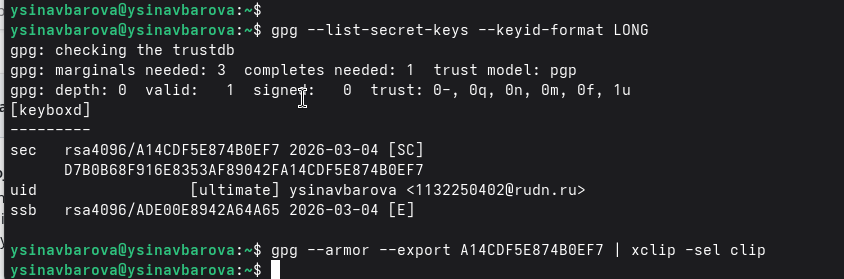 ysinavbarova@ysinavbarova:~$
ysinavbarova@ysinavbarova:~$ gpg --list-secret-keys --keyid-format LONG
gpg: checking the trustdb
gpg: marginals needed: 3  completes needed: 1  trust model: pgp
gpg: depth: 0  valid:   1  signed:   0  trust: 0-, 0q, 0n, 0m, 0f, 1u
[keyboxd]
---------
sec   rsa4096/A14CDF5E874B0EF7 2026-03-04 [SC]
      D7B0B68F916E8353AF89042FA14CDF5E874B0EF7
uid                 [ultimate] ysinavbarova <1132250402@rudn.ru>
ssb   rsa4096/ADE00E8942A64A65 2026-03-04 [E]
ysinavbarova@ysinavbarova:~$ gpg --armor --export A14CDF5E874B0EF7 | xclip -sel clip
ysinavbarova@ysinavbarova:~$